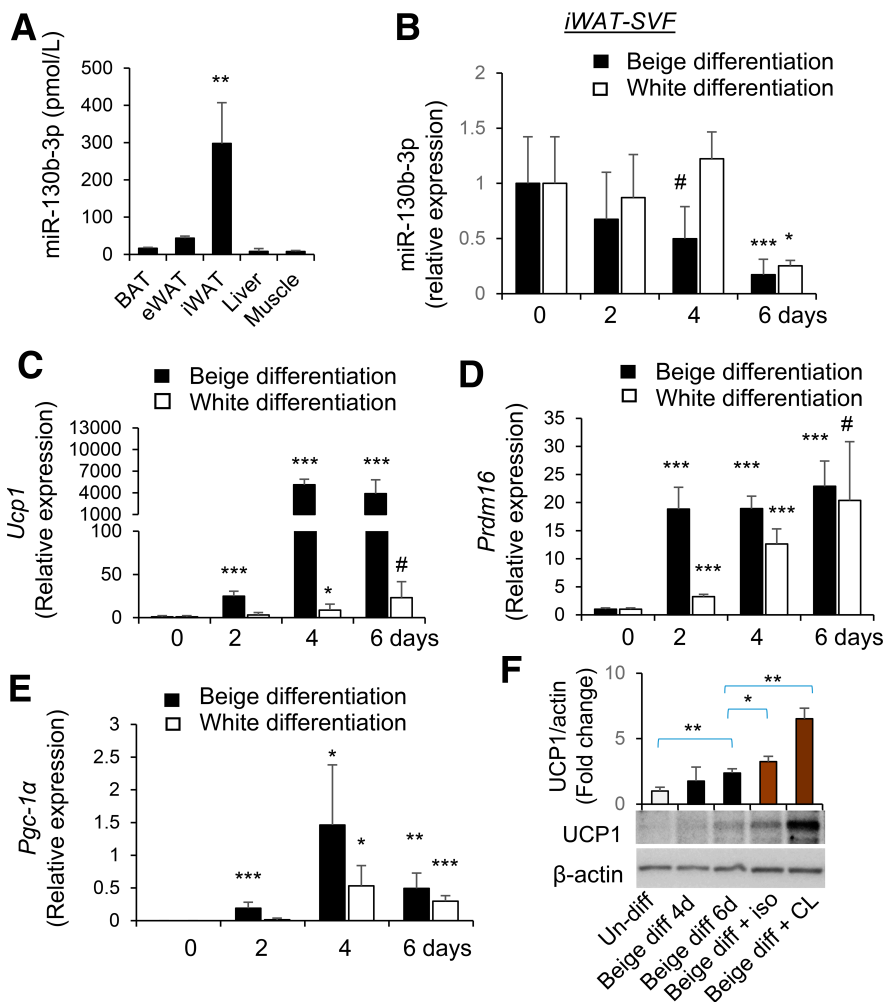 A
miR-130b-3p (pmol/L)
500
400
300
200
100
0
**
BAT
eWAT
iWAT
Liver
Muscle
B
iWAT-SVF
Beige differentiation
White differentiation
miR-130b-3p
(relative expression)
2
1.5
1
0.5
0
#
***
*
0
2
4
6 days
C
Beige differentiation
White differentiation
Ucp1
(Relative expression)
13000
10000
7000
4000
1000
100
50
0
***
***
*
***
#
0
2
4
6 days
D
Beige differentiation
White differentiation
Prdm16
(Relative expression)
35
30
25
20
15
10
5
0
***
***
***
***
***
#
0
2
4
6 days
E
Beige differentiation
White differentiation
Pgc-1α
(Relative expression)
3
2.5
2
1.5
1
0.5
0
***
*
*
**
***
0
2
4
6 days
F
UCP1/actin
(Fold change)
10
5
0
**
*
**
UCP1
β-actin
Un-diff
Beige diff 4d
Beige diff 6d
Beige diff + iso
Beige diff + CL